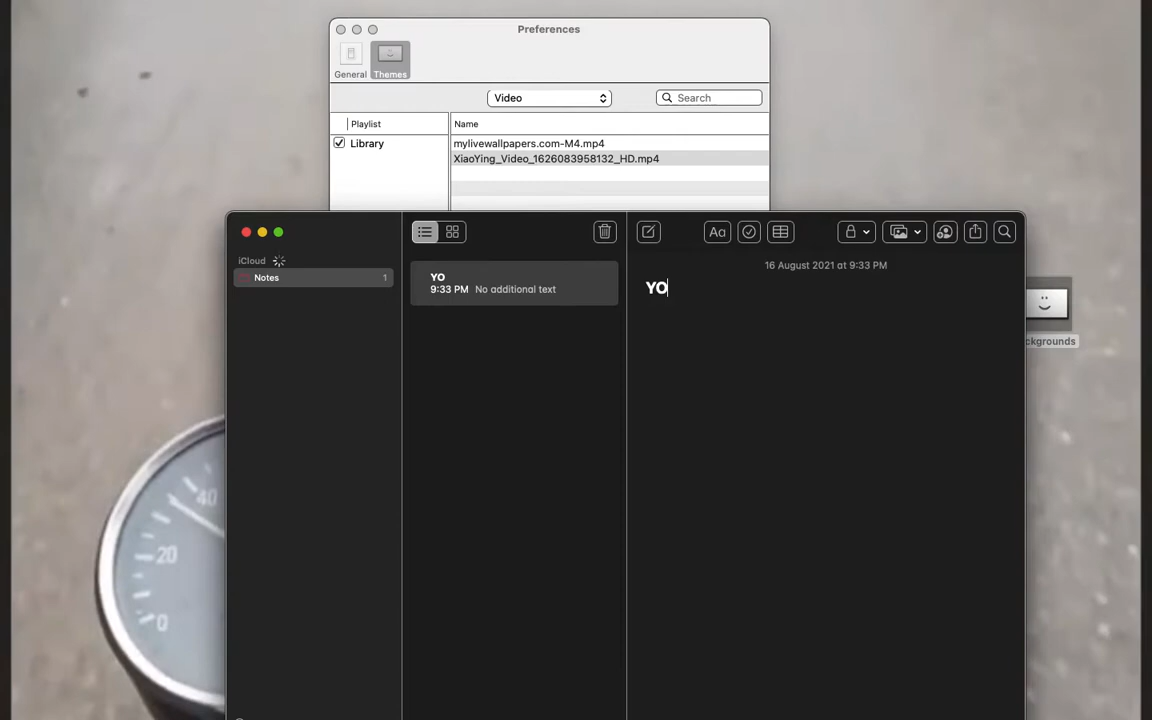 Preferences
General
Themes
Video
Search
Playlist
Name
Library
mylivewallpapers.com-M4.mp4
XiaoYing_Video_1626083958132_HD.mp4
Aa
iCloud
Notes
1
YO
9:33 PM No additional text
16 August 2021 at 9:33 PM
YO
ckgrounds
40
20
0